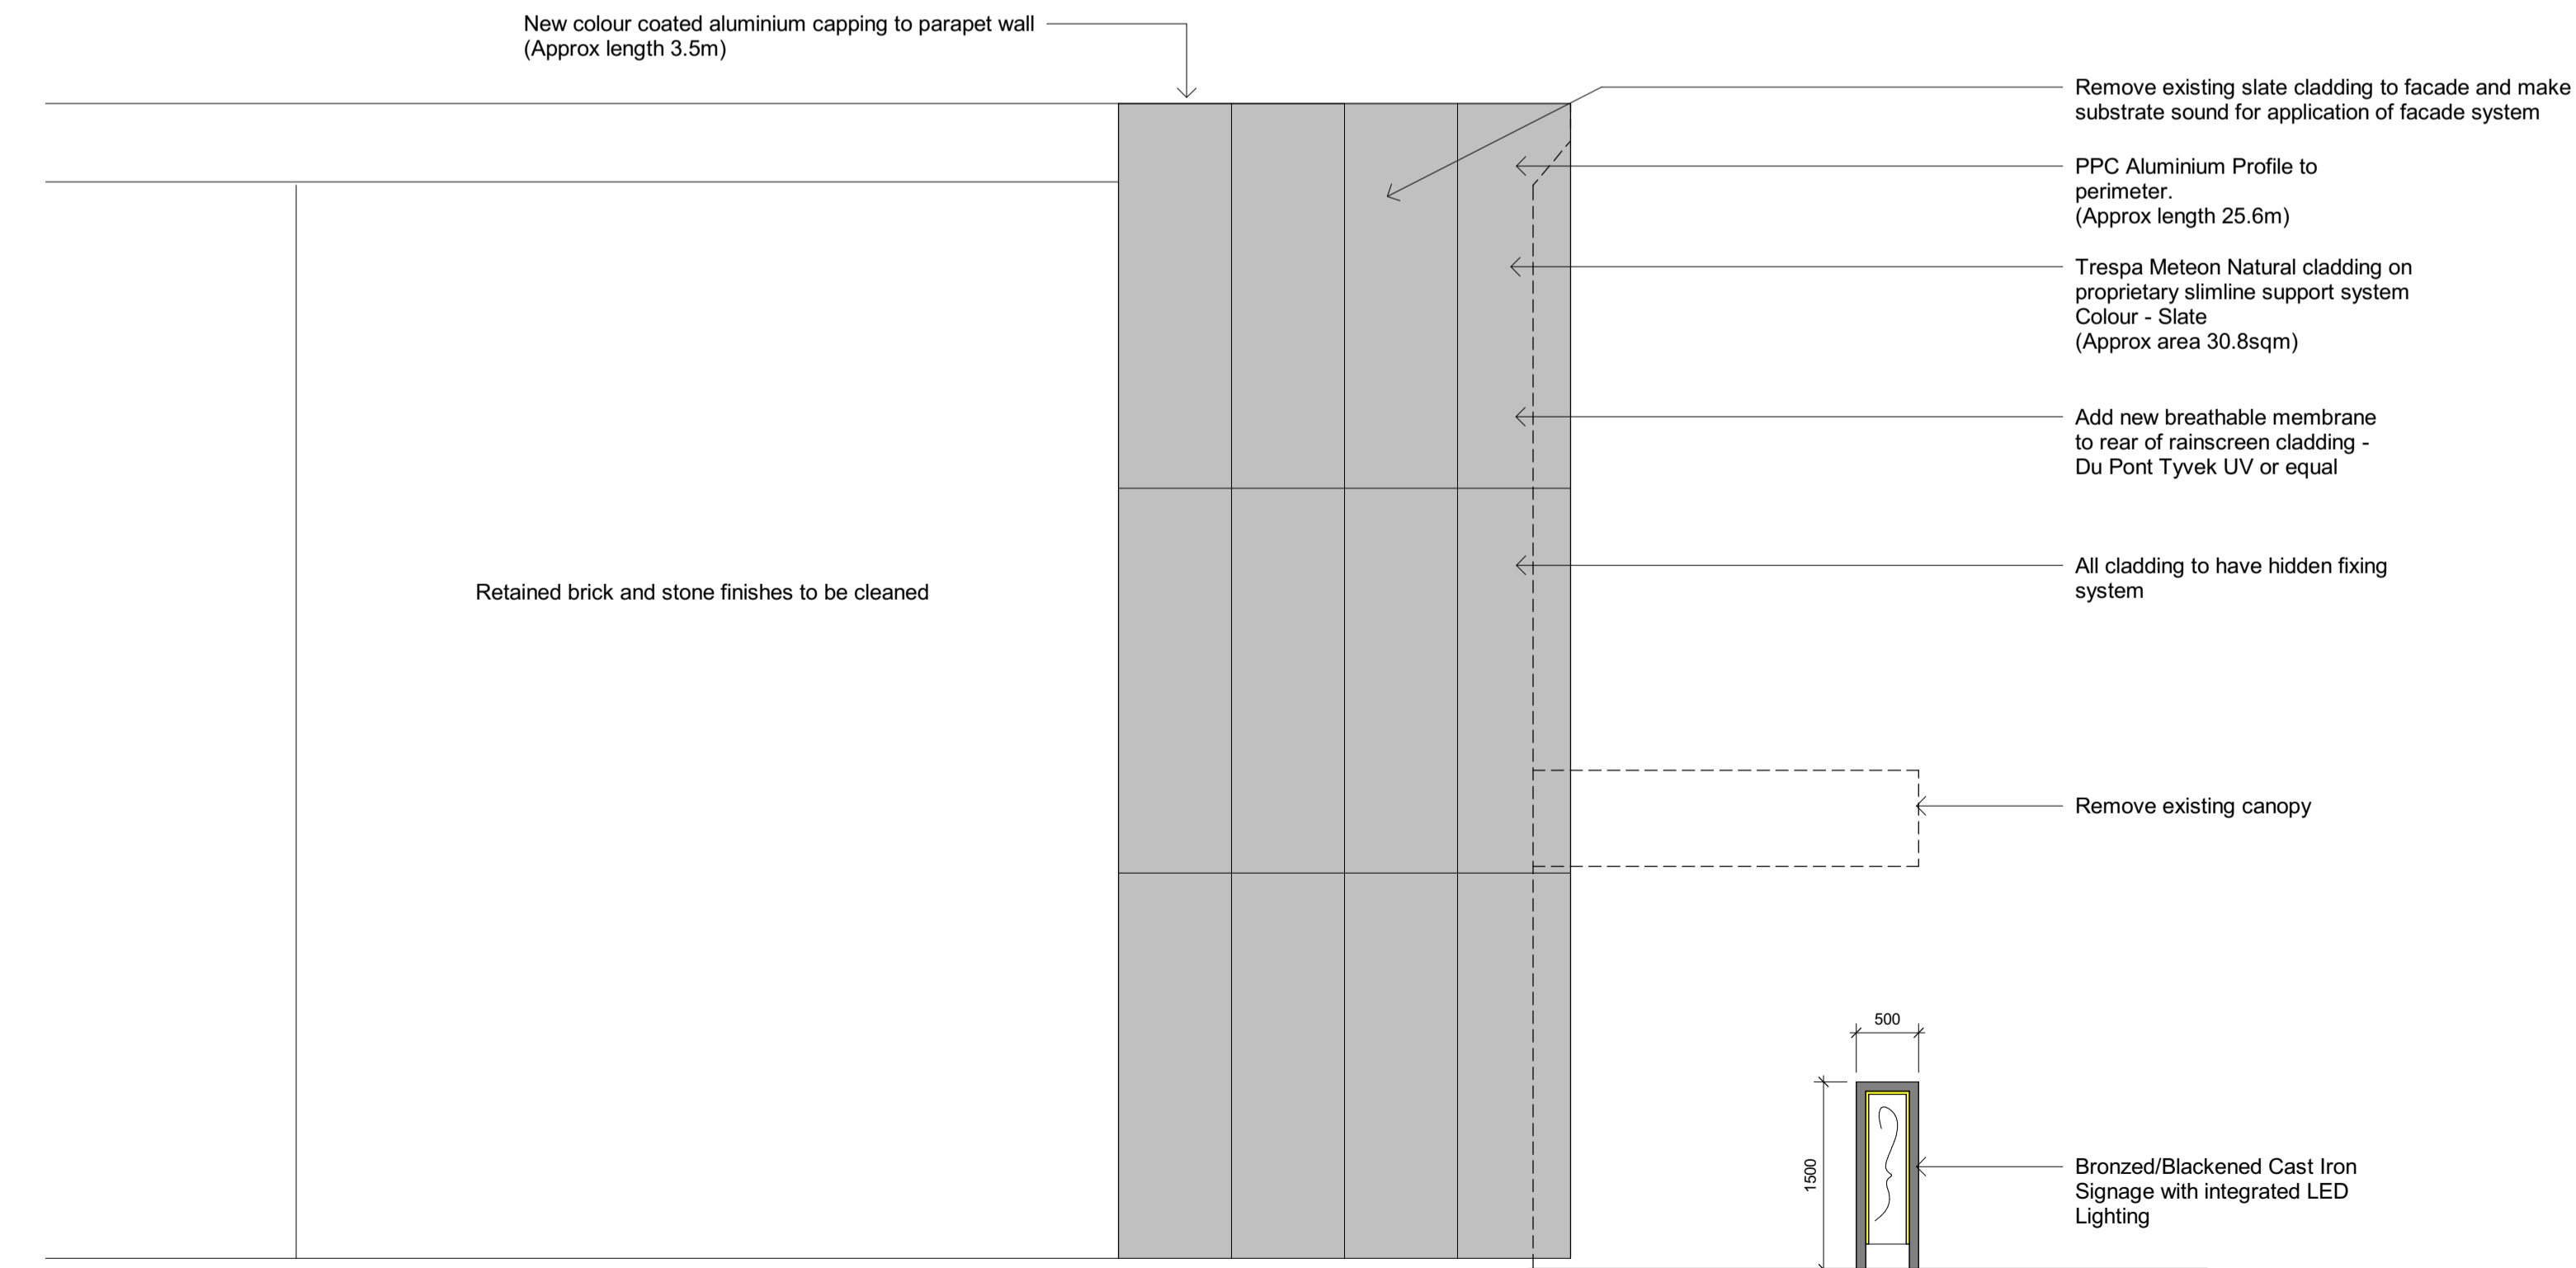 New colour coated aluminium capping to parapet wall
(Approx length 3.5m)
Remove existing slate cladding to facade and make
substrate sound for application of facade system
PPC Aluminium Profile to
perimeter.
(Approx length 25.6m)
Trespa Meteon Natural cladding on
proprietary slimline support system
Colour - Slate
(Approx area 30.8sqm)
Add new breathable membrane
to rear of rainscreen cladding -
Du Pont Tyvek UV or equal
All cladding to have hidden fixing
system
Retained brick and stone finishes to be cleaned
Remove existing canopy
500
1500
Bronzed/Blackened Cast Iron
Signage with integrated LED
Lighting